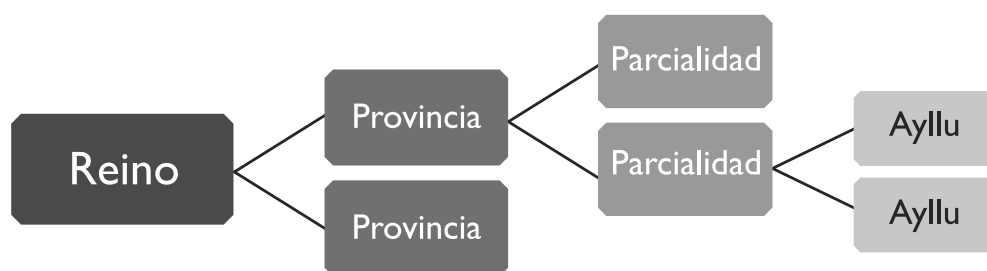 Reino
Provincia
Provincia
Parcialidad
Parcialidad
Ayllu
Ayllu